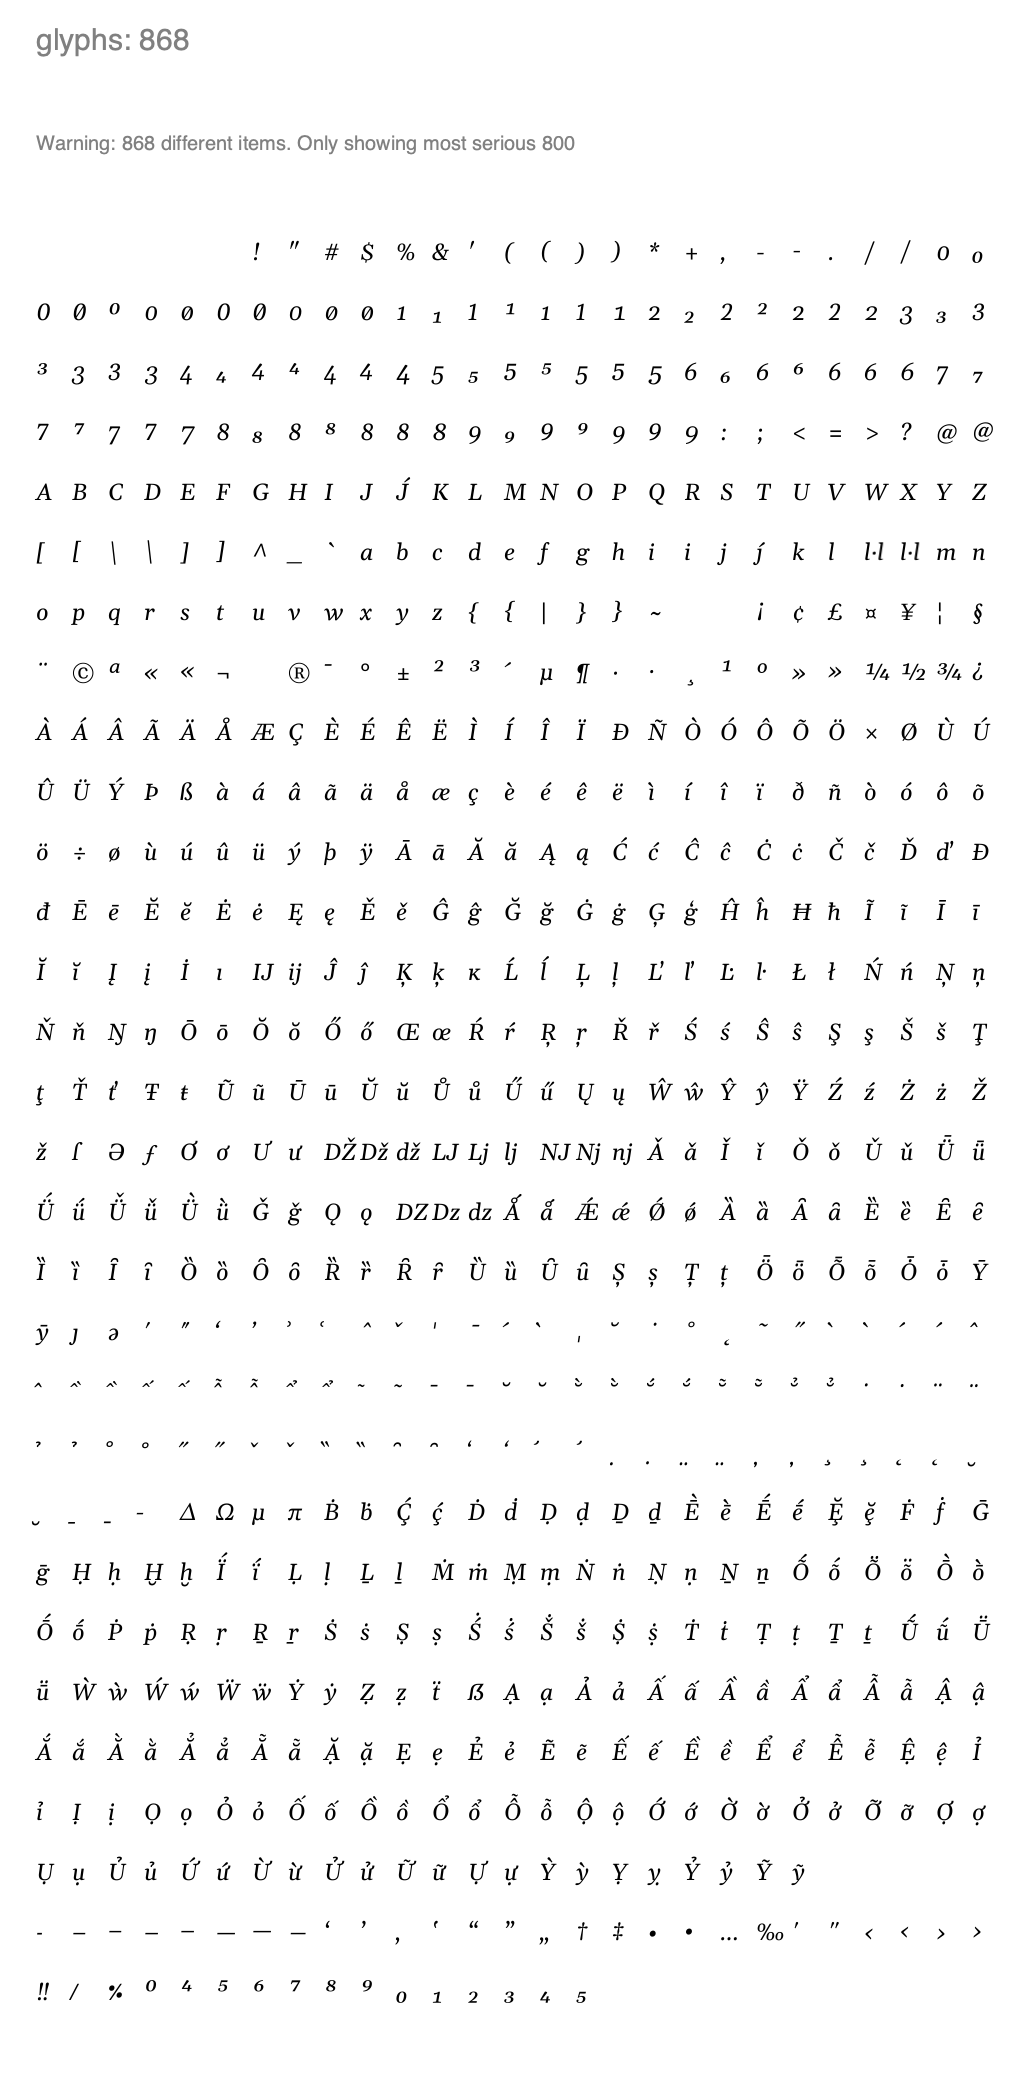 glyphs: 868
Warning: 868 different items. Only showing most serious 800
! " # $ % & ' ( ( ) ) * + , - - . / / 0 ₀
0 0 ⁰ 0 0 0 0 0 0 0 1 ₁ 1 ¹ 1 1 1 2 ₂ 2 ² 2 2 2 3 ₃ 3
³ 3 3 3 4 ₄ 4 ⁴ 4 4 4 5 ₅ 5 ⁵ 5 5 5 6 ₆ 6 ⁶ 6 6 6 7 ₇
7 ⁷ 7 7 7 8 ₈ 8 ⁸ 8 8 8 9 ₉ 9 ⁹ 9 9 9 : ; < = > ? @ @
A B C D E F G H I J J́ K L M N O P Q R S T U V W X Y Z
[ [ \ \ ] ] ^ _ ` a b c d e f g h i i j j́ k l l·l l·l m n
o p q r s t u v w x y z { { | } } ~ ¡ ¢ £ ¤ ¥ ¦ §
¨ © ª « « ¬ ® ¯ ° ± ² ³ ´ µ ¶ · · ¸ ¹ º » » ¼ ½ ¾ ¿
À Á Â Ã Ä Å Æ Ç È É Ê Ë Ì Í Î Ï Ð Ñ Ò Ó Ô Õ Ö × Ø Ù Ú
Û Ü Ý Þ ß à á â ã ä å æ ç è é ê ë ì í î ï ð ñ ò ó ô õ
ö ÷ ø ù ú û ü ý þ ÿ Ā ā Ă ă Ą ą Ć ć Ĉ ĉ Ċ ċ Č č Ď ď Đ
đ Ē ē Ĕ ĕ Ė ė Ę ę Ě ě Ĝ ĝ Ğ ğ Ġ ġ Ģ ģ Ĥ ĥ Ħ ħ Ĩ ĩ Ī ī
Ĭ ĭ Į į İ ı Ĳ ĳ Ĵ ĵ Ķ ķ ĸ Ĺ ĺ Ļ ļ Ľ ľ Ŀ ŀ Ł ł Ń ń Ņ ņ
Ň ň Ŋ ŋ Ō ō Ŏ ŏ Ő ő Œ œ Ŕ ŕ Ŗ ŗ Ř ř Ś ś Ŝ ŝ Ş ş Š š Ţ
ţ Ť ť Ŧ ŧ Ũ ũ Ū ū Ŭ ŭ Ů ů Ű ű Ų ų Ŵ ŵ Ŷ ŷ Ÿ Ź ź Ż ż Ž
ž ſ Ə ƒ Ơ ơ Ư ư Ǆ ǅ ǆ Ǉ ǈ ǉ Ǌ ǋ ǌ Ǎ ǎ Ǐ ǐ Ǒ ǒ Ǔ ǔ Ǖ ǖ
Ǘ ǘ Ǚ ǚ Ǜ ǜ Ǧ ǧ Ǫ ǫ Ǳ ǲ ǳ Ǻ ǻ Ǽ ǽ Ǿ ǿ Ȁ ȁ Ȃ ȃ Ȅ ȅ Ȇ ȇ
Ȉ ȉ Ȋ ȋ Ȍ ȍ Ȏ ȏ Ȑ ȑ Ȓ ȓ Ȕ ȕ Ȗ ȗ Ș ș Ț ț Ȫ ȫ Ȭ ȭ Ȱ ȱ Ȳ
ȳ ȷ ə ʹ ʺ ʻ ʼ ʾ ʿ ˆ ˇ ˈ ˉ ˊ ˋ ˌ ˘ ˙ ˚ ˛ ˜ ˝ ̀ ̀ ́ ́ ̂
Δ Ω μ π Ḃ ḃ Ḉ ḉ Ḋ ḋ Ḍ ḍ Ḏ ḏ Ḕ ḕ Ḗ ḗ Ḝ ḝ Ḟ ḟ Ḡ
ḡ Ḥ ḥ Ḫ ḫ Ḯ ḯ Ḷ ḷ Ḻ ḻ Ṁ ṁ Ṃ ṃ Ṅ ṅ Ṇ ṇ Ṉ ṉ Ṍ ṍ Ṏ ṏ Ṑ ṑ
Ṓ ṓ Ṗ ṗ Ṛ ṛ Ṟ ṟ Ṡ ṡ Ṣ ṣ Ṥ ṥ Ṧ ṧ Ṩ ṩ Ṫ ṫ Ṭ ṭ Ṯ ṯ Ṹ ṹ Ṻ
ṻ Ẁ ẁ Ẃ ẃ Ẅ ẅ Ẏ ẏ Ẓ ẓ ẗ ẞ Ạ ạ Ả ả Ấ ấ Ầ ầ Ẩ ẩ Ẫ ẫ Ậ ậ
Ắ ắ Ằ ằ Ẳ ẳ Ẵ ẵ Ặ ặ Ẹ ẹ Ẻ ẻ Ẽ ẽ Ế ế Ề ề Ể ể Ễ ễ Ệ ệ Ỉ
ỉ Ị ị Ọ ọ Ỏ ỏ Ố ố Ồ ồ Ổ ổ Ỗ ỗ Ộ ộ Ớ ớ Ờ ờ Ở ở Ỡ ỡ Ợ ợ
Ụ ụ Ủ ủ Ứ ứ Ừ ừ Ử ử Ữ ữ Ự ự Ỳ ỳ Ỵ ỵ Ỷ ỷ Ỹ ỹ
‐ – – – – — — ― ‘ ’ ‚ ‛ “ ” „ † ‡ • • … ‰ ′ ″ ‹ ‹ › ›
‼ ⁄ ⁒ ⁰ ⁴ ⁵ ⁶ ⁷ ⁸ ⁹ ₀ ₁ ₂ ₃ ₄ ₅